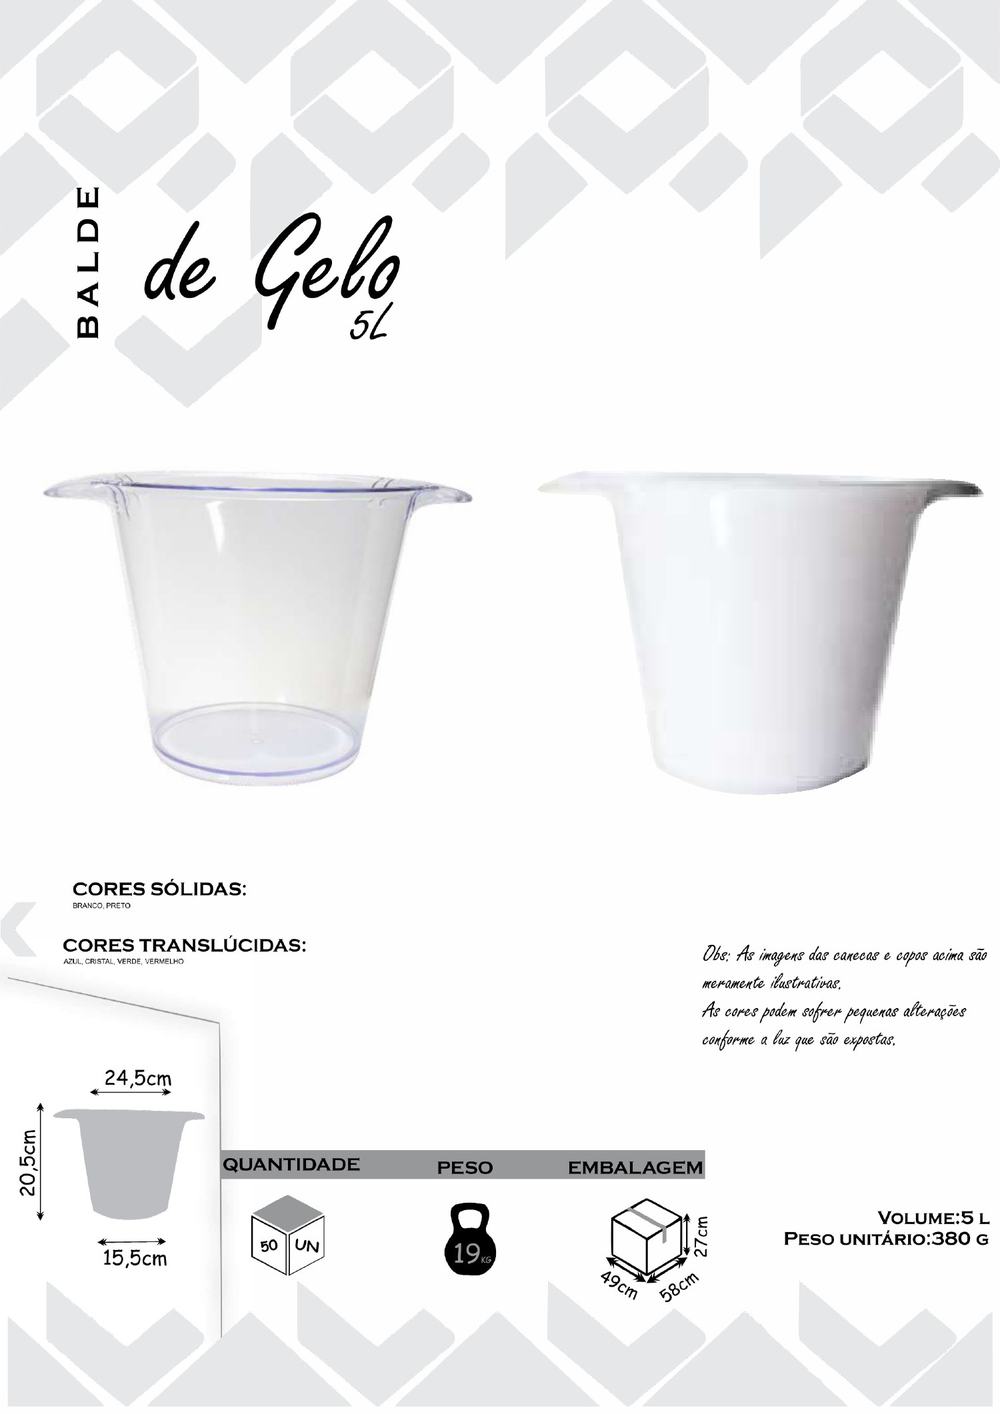 BALDE
de Gelo
5L
CORES SÓLIDAS:
BRANCO, PRETO
CORES TRANSLÚCIDAS:
AZUL, CRISTAL, VERDE, VERMELHO
Obs: As imagens das canecas e copos acima são
meramente ilustrativas.
As cores podem sofrer pequenas alterações
conforme a luz que são expostas.
24,5cm
20,5cm
15,5cm
QUANTIDADE
50 UN
PESO
19 KG
EMBALAGEM
27cm
49cm
58cm
VOLUME:5 L
PESO UNITÁRIO:380 G